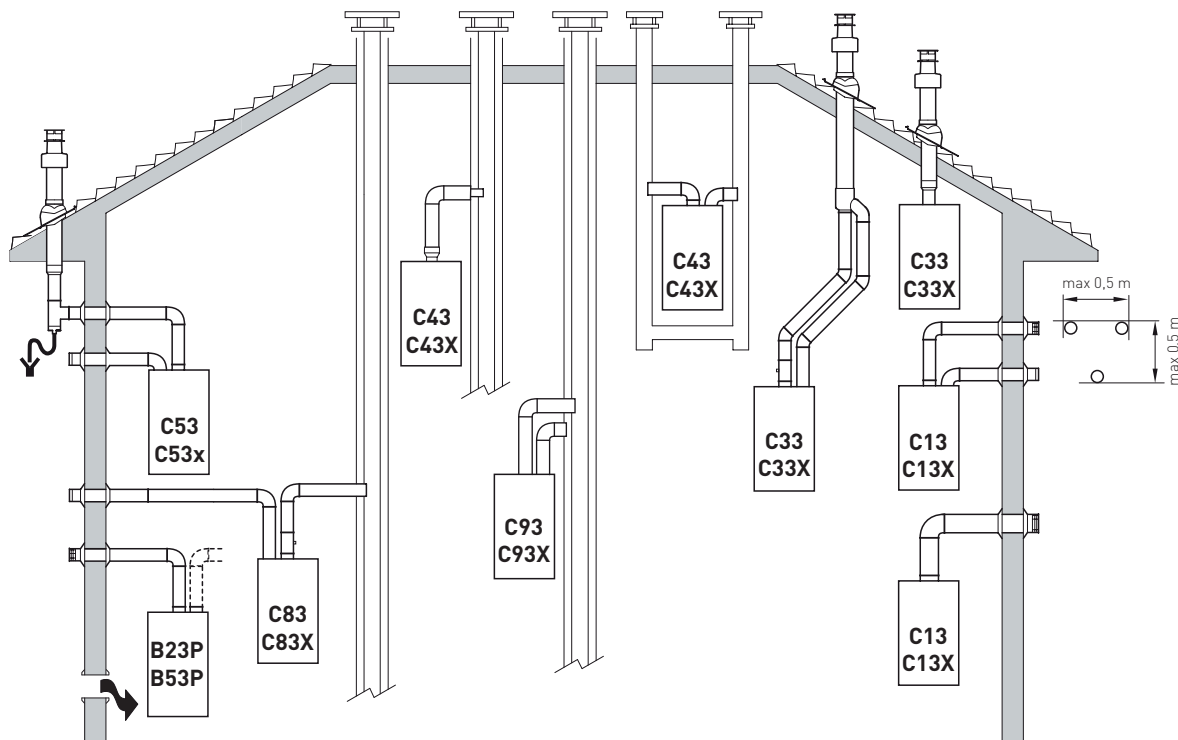 C43
C43X
C43
C43X
C33
C33X
max 0,5 m
max 0,5 m
C53
C53x
C33
C33X
C13
C13X
C93
C93X
C83
C83X
B23P
B53P
C13
C13X